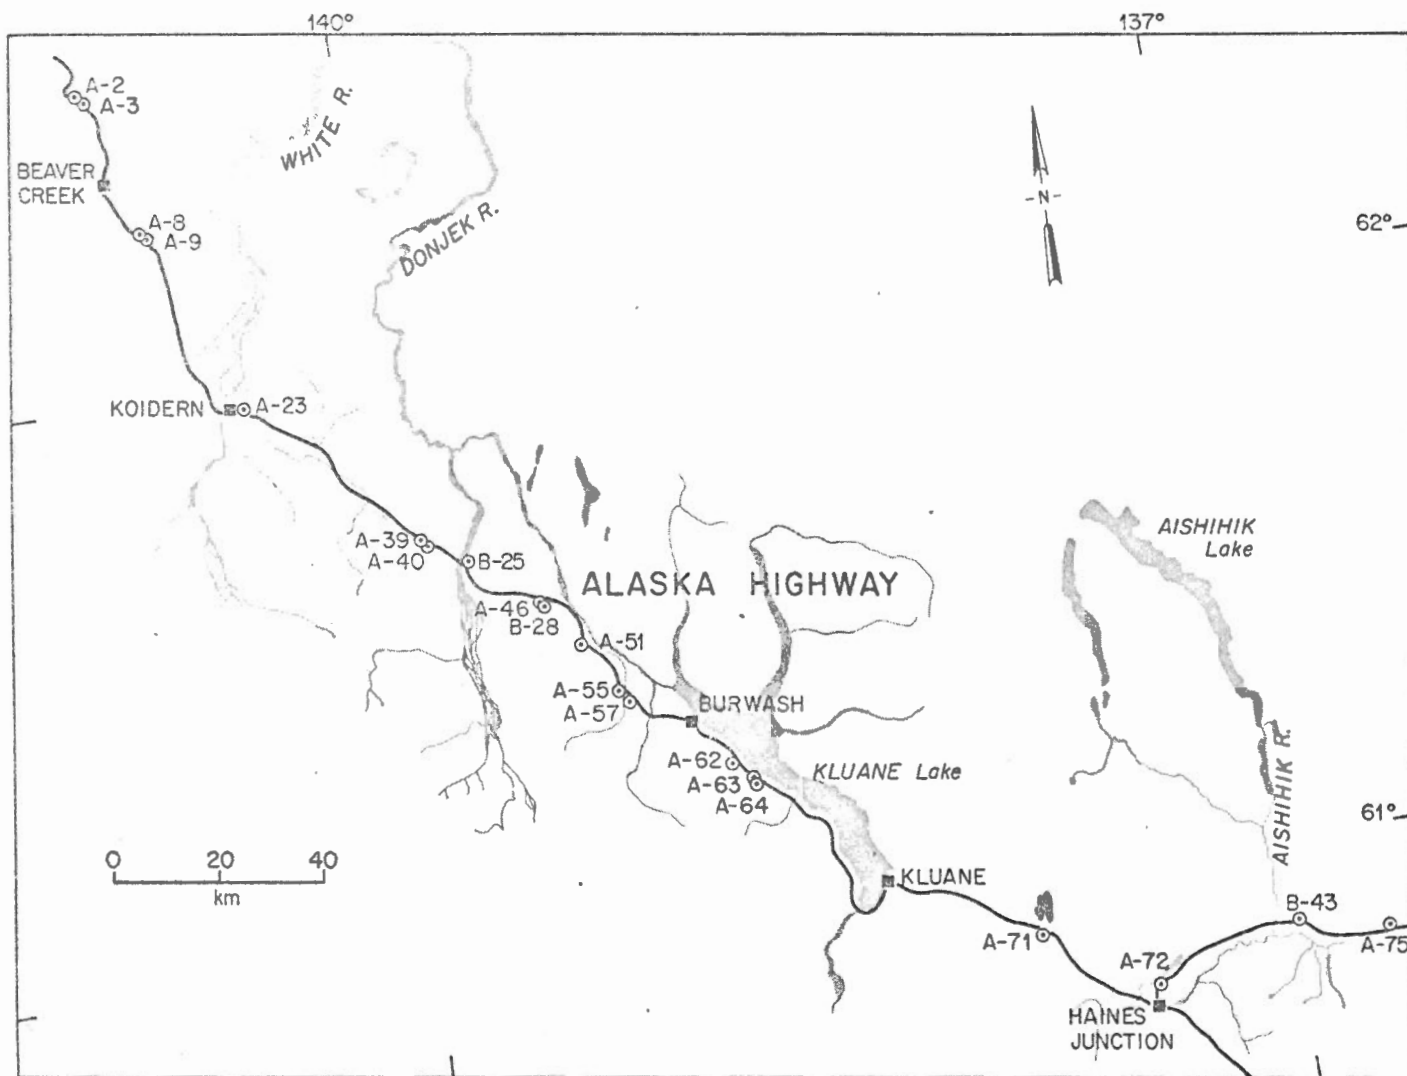 140°
137°
A-2
A-3
WHITE R.
BEAVER
CREEK
-N-
A-8
A-9
DONJEK R.
62°
KOIDERN
A-23
A-39
A-40
B-25
AISHIHIK
Lake
ALASKA HIGHWAY
A-46
B-28
A-51
A-55
A-57
BURWASH
A-62
A-63
A-64
KLUANE Lake
AISHIHIK R.
61°
0 20 40
km
KLUANE
B-43
A-71
A-75
A-72
HAINES
JUNCTION